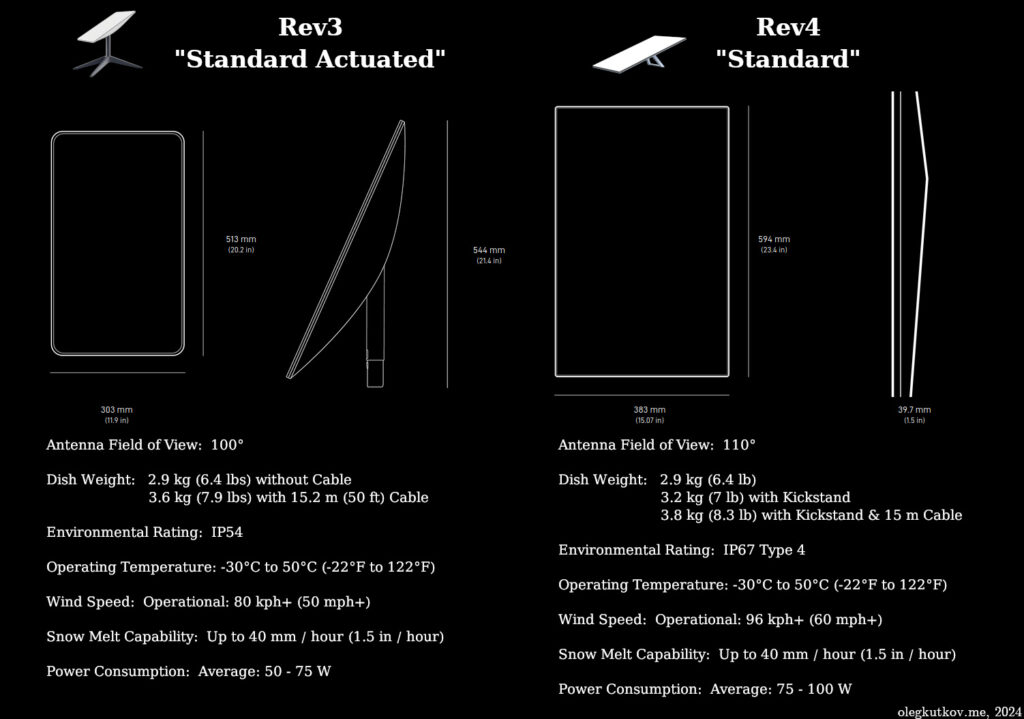 Rev3
"Standard Actuated"
513 mm
(20.2 in)
544 mm
(21.4 in)
303 mm
(11.9 in)
Antenna Field of View: 100°
Dish Weight: 2.9 kg (6.4 lbs) without Cable
3.6 kg (7.9 lbs) with 15.2 m (50 ft) Cable
Environmental Rating: IP54
Operating Temperature: -30°C to 50°C (-22°F to 122°F)
Wind Speed: Operational: 80 kph+ (50 mph+)
Snow Melt Capability: Up to 40 mm / hour (1.5 in / hour)
Power Consumption: Average: 50 - 75 W
Rev4
"Standard"
594 mm
(23.4 in)
383 mm
(15.07 in)
39.7 mm
(1.5 in)
Antenna Field of View: 110°
Dish Weight: 2.9 kg (6.4 lb)
3.2 kg (7 lb) with Kickstand
3.8 kg (8.3 lb) with Kickstand & 15 m Cable
Environmental Rating: IP67 Type 4
Operating Temperature: -30°C to 50°C (-22°F to 122°F)
Wind Speed: Operational: 96 kph+ (60 mph+)
Snow Melt Capability: Up to 40 mm / hour (1.5 in / hour)
Power Consumption: Average: 75 - 100 W
olegkutkov.me, 2024